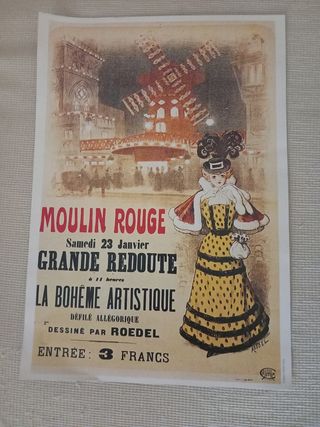 MOULIN ROUGE
Samedi 23 Janvier
GRANDE REDOUTE
à 11 heures
LA BOHÊME ARTISTIQUE
DÉFILÉ ALLÉGORIQUE
DESSINÉ PAR ROEDEL
ENTRÉE: 3 FRANCS